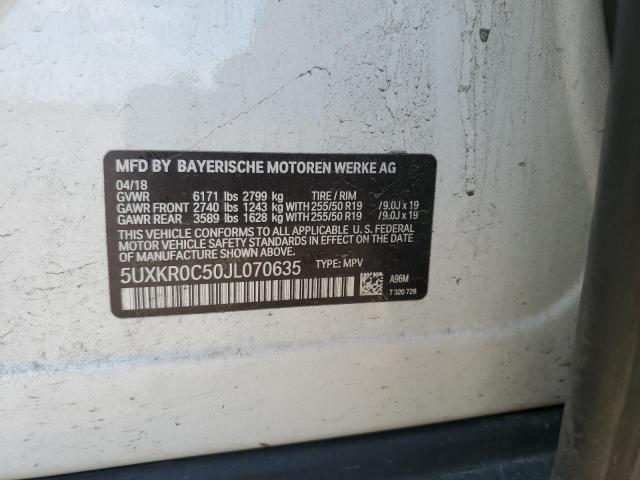 MFD BY BAYERISCHE MOTOREN WERKE AG
04/18
GVWR 6171 lbs 2799 kg TIRE / RIM
GAWR FRONT 2740 lbs 1243 kg WITH 255/50 R19 /9.0J x 19
GAWR REAR 3589 lbs 1628 kg WITH 255/50 R19 /9.0J x 19
THIS VEHICLE CONFORMS TO ALL APPLICABLE U.S. FEDERAL
MOTOR VEHICLE SAFETY STANDARDS IN EFFECT ON THE DATE
OF MANUFACTURE SHOWN ABOVE.
5UXKR0C50JL070635 TYPE: MPV
A96M
7 320 729